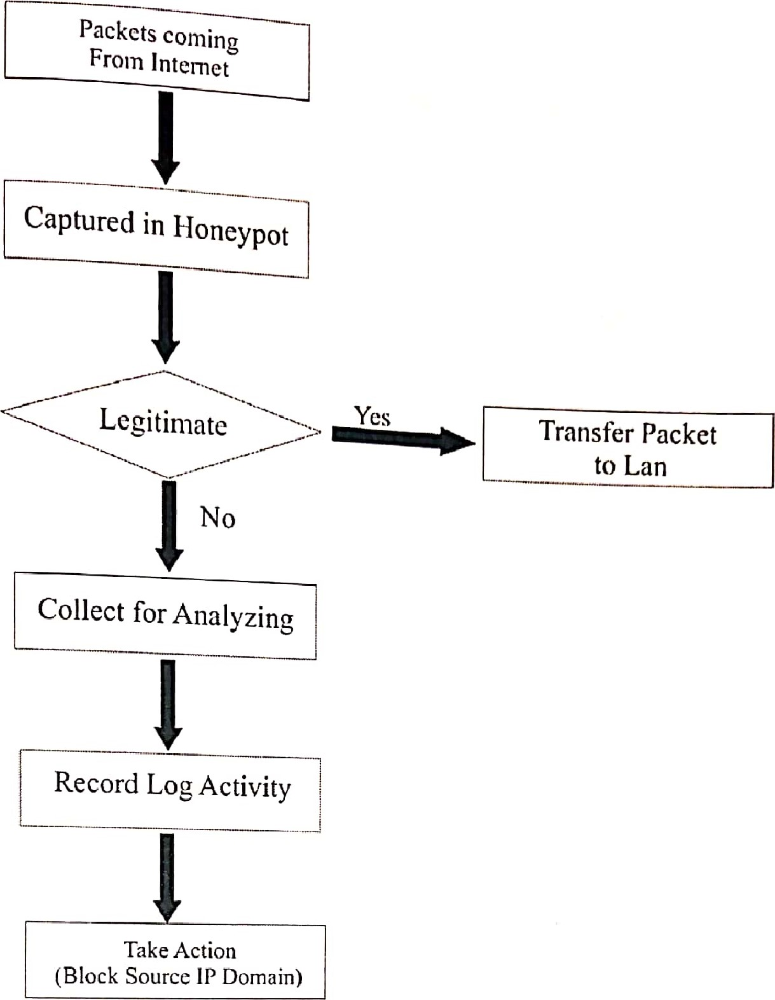 Packets coming
From Internet
Captured in Honeypot
Legitimate
Yes
Transfer Packet
to Lan
No
Collect for Analyzing
Record Log Activity
Take Action
(Block Source IP Domain)